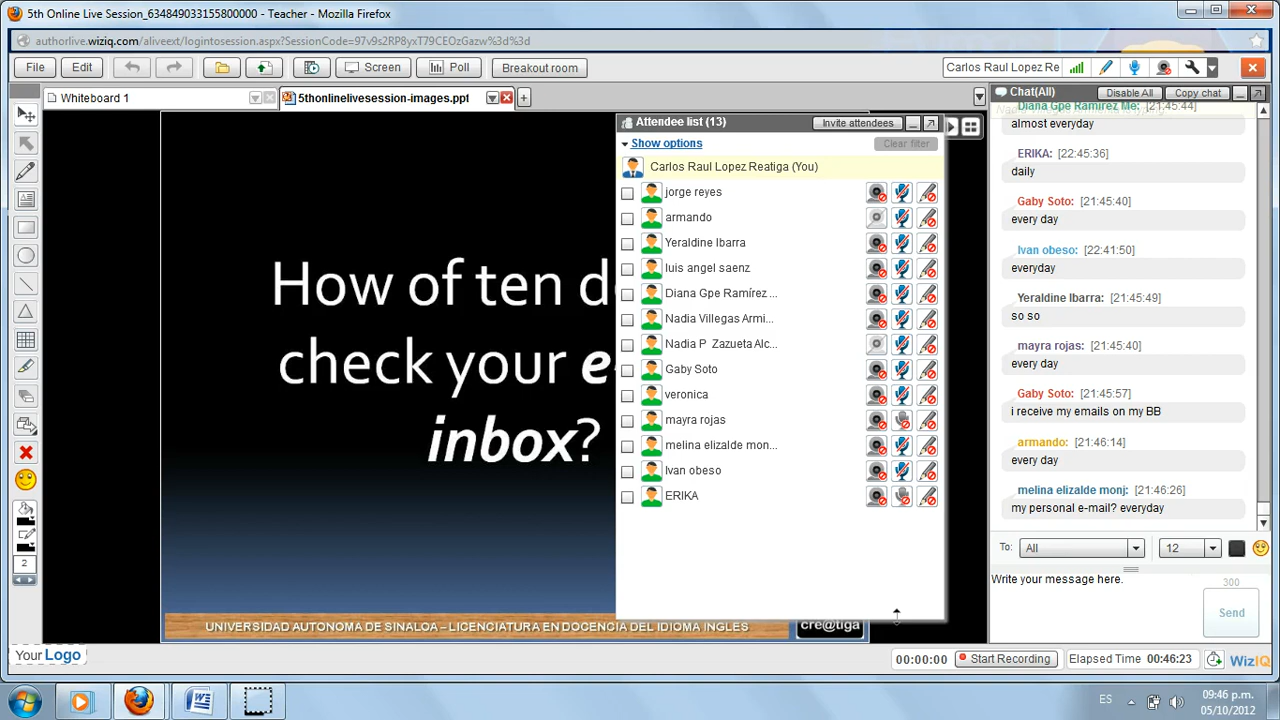 5th Online Live Session_634849033155800000 - Teacher - Mozilla Firefox
authorlive.wiziq.com/aliveext/logintosession.aspx?SessionCode=97v9s2RP8yxT79CEOzGazw%3d%3d
File Edit Screen Poll Breakout room Carlos Raul Lopez Re
Whiteboard 1
5thonlinelivesession-images.ppt
How of ten d
check your e
inbox?
UNIVERSIDAD AUTONOMA DE SINALOA – LICENCIATURA EN DOCENCIA DEL IDIOMA INGLES
cre@tiga
Attendee list (13) Invite attendees
Show options Clear filter
Carlos Raul Lopez Reatiga (You)
jorge reyes
armando
Yeraldine Ibarra
luis angel saenz
Diana Gpe Ramírez ...
Nadia Villegas Armi...
Nadia P Zazueta Alc...
Gaby Soto
veronica
mayra rojas
melina elizalde mon...
Ivan obeso
ERIKA
Chat(All) Disable All Copy chat
Diana Gpe Ramírez Me: [21:45:44]
almost everyday
ERIKA: [22:45:36]
daily
Gaby Soto: [21:45:40]
every day
Ivan obeso: [22:41:50]
everyday
Yeraldine Ibarra: [21:45:49]
so so
mayra rojas: [21:45:40]
every day
Gaby Soto: [21:45:57]
i receive my emails on my BB
armando: [21:46:14]
every day
melina elizalde monj: [21:46:26]
my personal e-mail? everyday
To: All 12
Write your message here.
300
Send
2
Your Logo
00:00:00 Start Recording Elapsed Time 00:46:23 WizIQ
ES
09:46 p.m.
05/10/2012